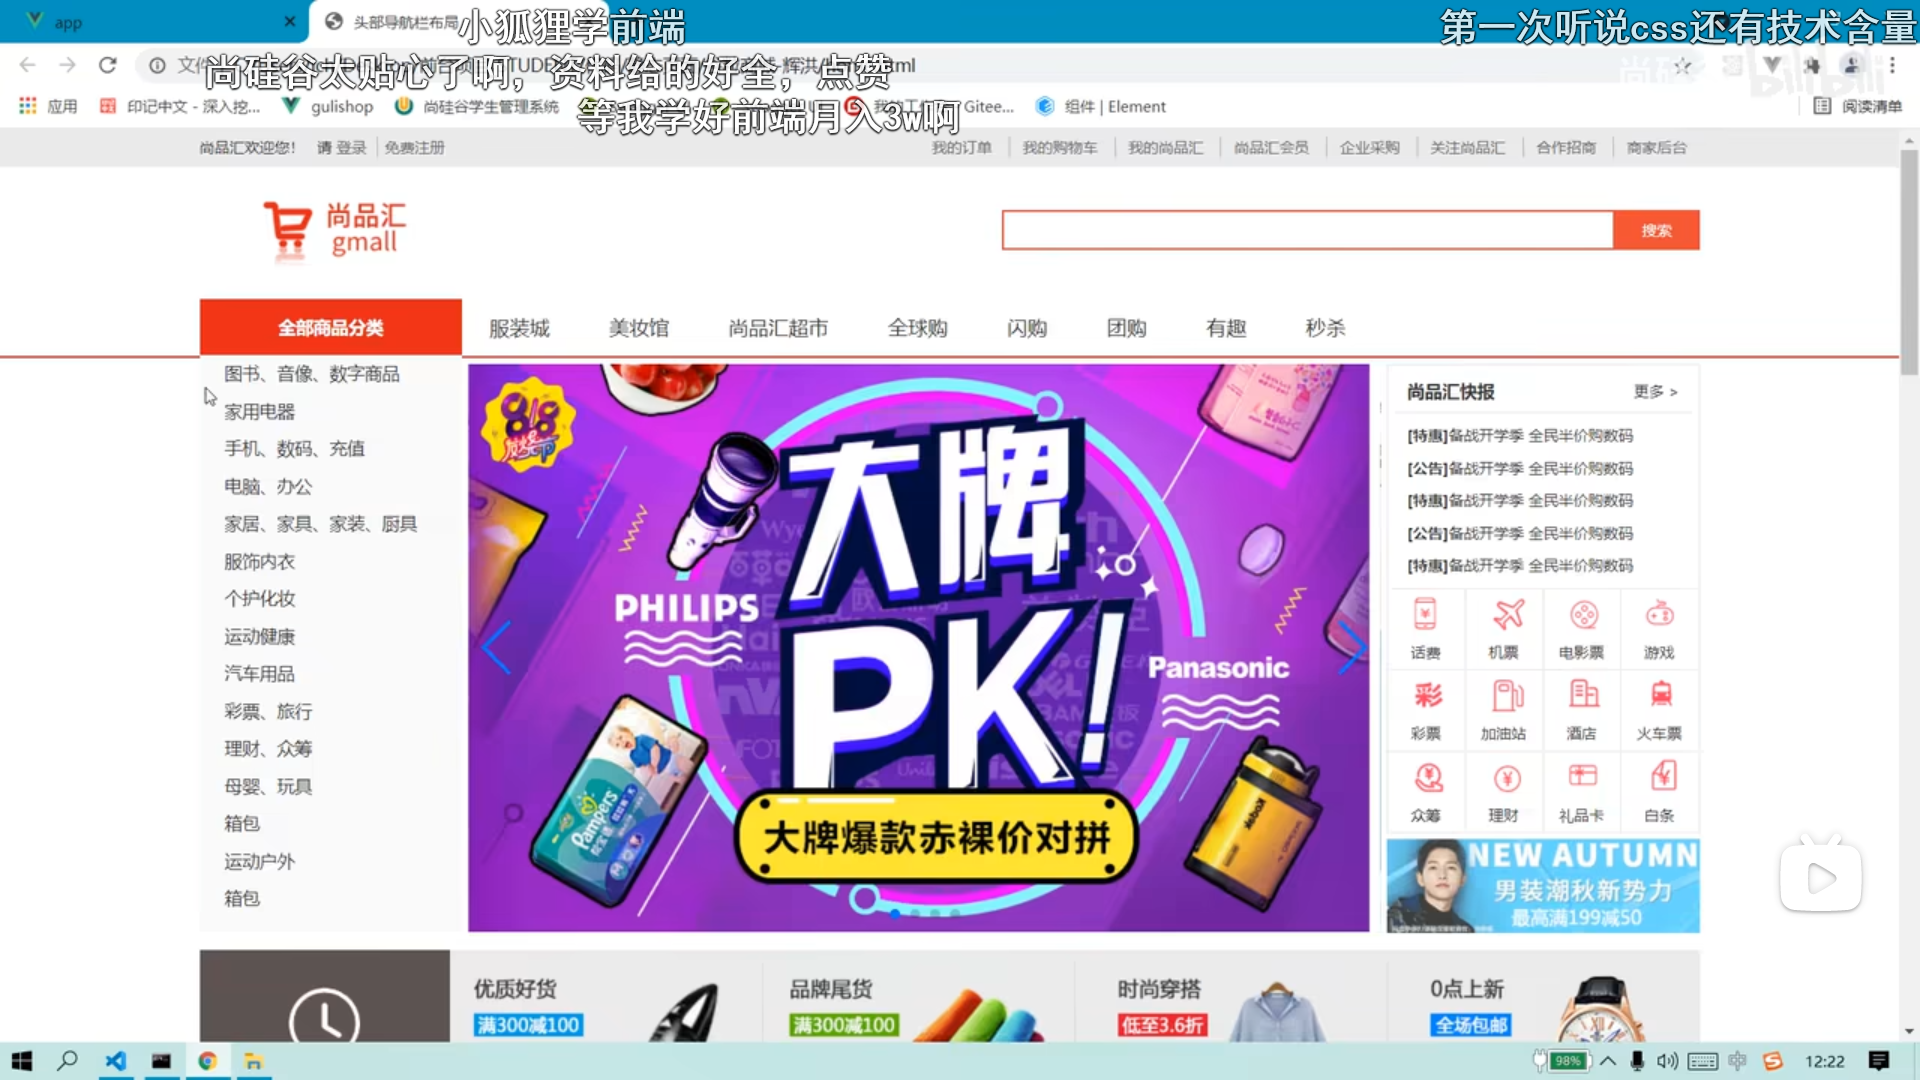 app
头部导航栏布局
小狐狸学前端
第一次听说css还有技术含量
尚硅谷太贴心了啊，资料给的好全，点赞
应用
印记中文 - 深入挖...
gulishop
尚硅谷学生管理系统
等我学好前端月入3w啊
Gitee...
组件 | Element
阅读清单
尚品汇欢迎您！ 请 登录 免费注册
我的订单 我的购物车 我的尚品汇 尚品汇会员 企业采购 关注尚品汇 合作招商 商家后台
尚品汇
gmall
搜索
全部商品分类
服装城 美妆馆 尚品汇超市 全球购 闪购 团购 有趣 秒杀
图书、音像、数字商品
家用电器
手机、数码、充值
电脑、办公
家居、家具、家装、厨具
服饰内衣
个护化妆
运动健康
汽车用品
彩票、旅行
理财、众筹
母婴、玩具
箱包
运动户外
箱包
大牌
PK!
PHILIPS
Panasonic
Pampers
大牌爆款赤裸价对拼
尚品汇快报 更多 >
[特惠]备战开学季 全民半价购数码
[公告]备战开学季 全民半价购数码
[特惠]备战开学季 全民半价购数码
[公告]备战开学季 全民半价购数码
[特惠]备战开学季 全民半价购数码
话费 机票 电影票 游戏
彩票 加油站 酒店 火车票
众筹 理财 礼品卡 白条
NEW AUTUMN
男装潮秋新势力
最高满199减50
优质好货
满300减100
品牌尾货
满300减100
时尚穿搭
低至3.6折
0点上新
全场包邮
98%
中
12:22